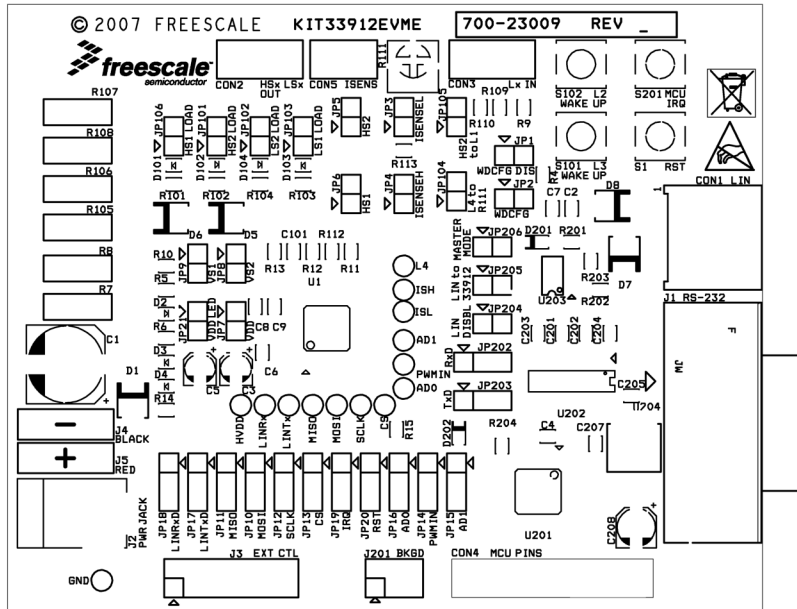 © 2007 FREESCALE KIT33912EVME 700-23009 REV _
freescale™
semiconductor
CON2 HSx LSx
OUT
CON5 ISENS
R111
CON3 Lx IN
S102 L2
WAKE UP
S201 MCU
IRQ
S101 L3
WAKE UP
S1 RST
R107
R108
R106
R105
R8
R7
JP106
HS1 LOAD
JP101
HS2 LOAD
JP102
LS2 LOAD
JP103
LS1 LOAD
D101
D102
D104
D103
R101
R102
R104
R103
JP5
HS2
JP3
ISENSEL
JP105
HS2
toL1
R109
R110
R9
R113
JP6
HS1
JP4
ISENSEH
JP104
L4 to
R111
JP1
WDCFG DIS
R4
JP2
WDCFG
C7 C2
D8
CON1 LIN
1
D6
D5
R10
R5
JP9
VS1
JP8
VS2
R13
C101
R12
R112
R11
U1
L4
ISH
ISL
AD1
PWMIN
AD0
JP206
MASTER
MODE
JP205
LIN to
33912
JP204
LIN
DISBL
D201
R201
R203
R202
U203
D7
J1 RS-232
F
JM
D2
R6
D3
D4
R14
JP21
VDDLED
JP7
VDD
C8 C9
C6
C5
C3
C1
+
D1
J4
BLACK
J5
RED
J2
PWRJACK
GND
HVDD
LINRx
LINTx
MISO
MOSI
SCLK
CS
R15
JP202
RxD
JP203
TxD
C203
C201
C202
C204
C205
U202
D202
R204
C4
C207
U201
C208
+
JP18
LINRxD
JP17
LINTxD
JP11
MISO
JP10
MOSI
JP12
SCLK
JP13
CS
JP19
IRQ
JP20
RST
JP16
AD0
JP14
PWMIN
JP15
AD1
J3 EXT CTL
J201 BKGD
CON4 MCU PINS